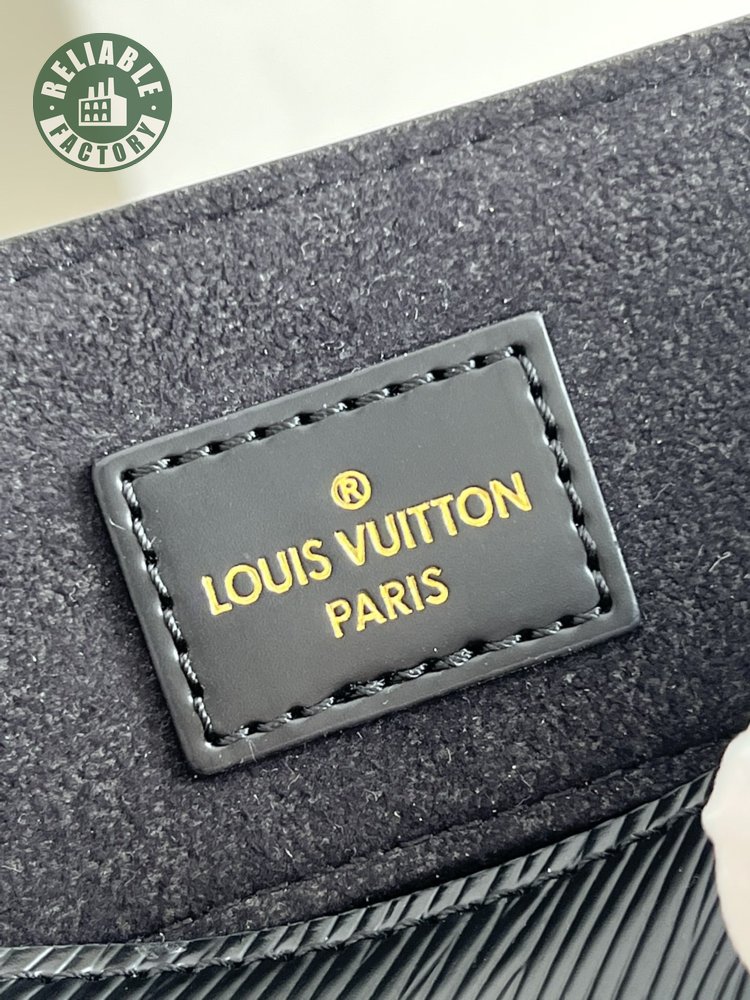 RELIABLE
FACTORY
®
LOUIS VUITTON
PARIS